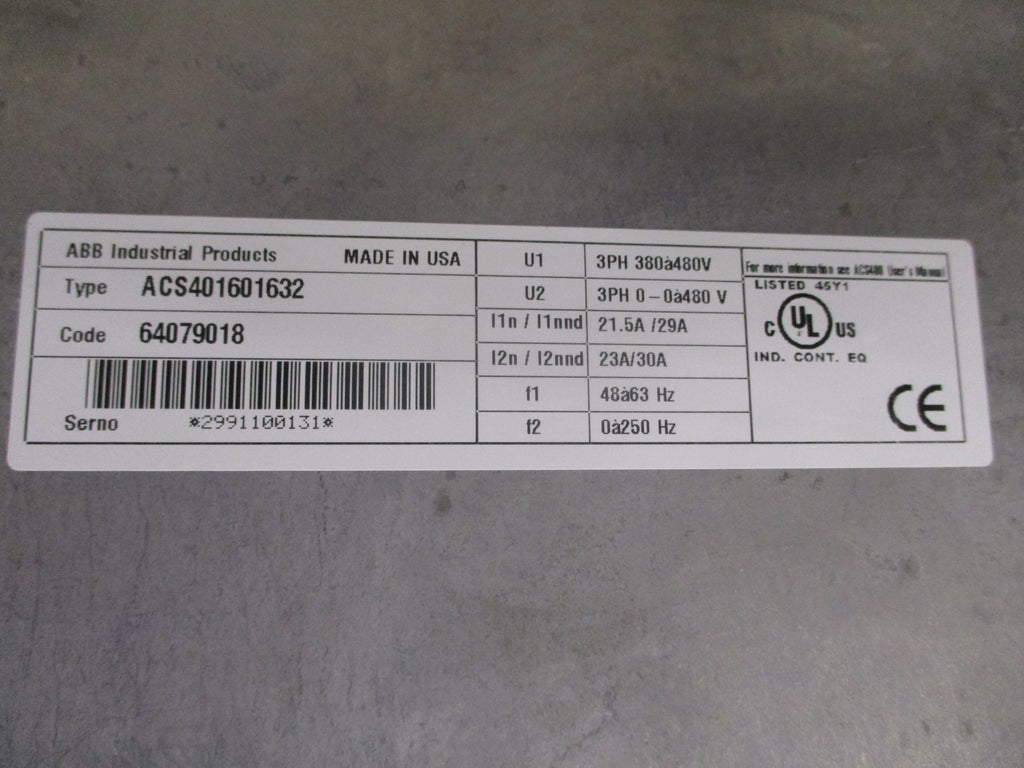 ABB Industrial Products MADE IN USA
Type ACS401601632
Code 64079018
Serno *2991100131*
U1 3PH 380à480V
U2 3PH 0-0à480 V
I1n / I1nnd 21.5A /29A
I2n / I2nnd 23A/30A
f1 48à63 Hz
f2 0à250 Hz
For more information see ACS400 User's Manual
LISTED 45Y1
C UL US
IND. CONT. EQ
CE